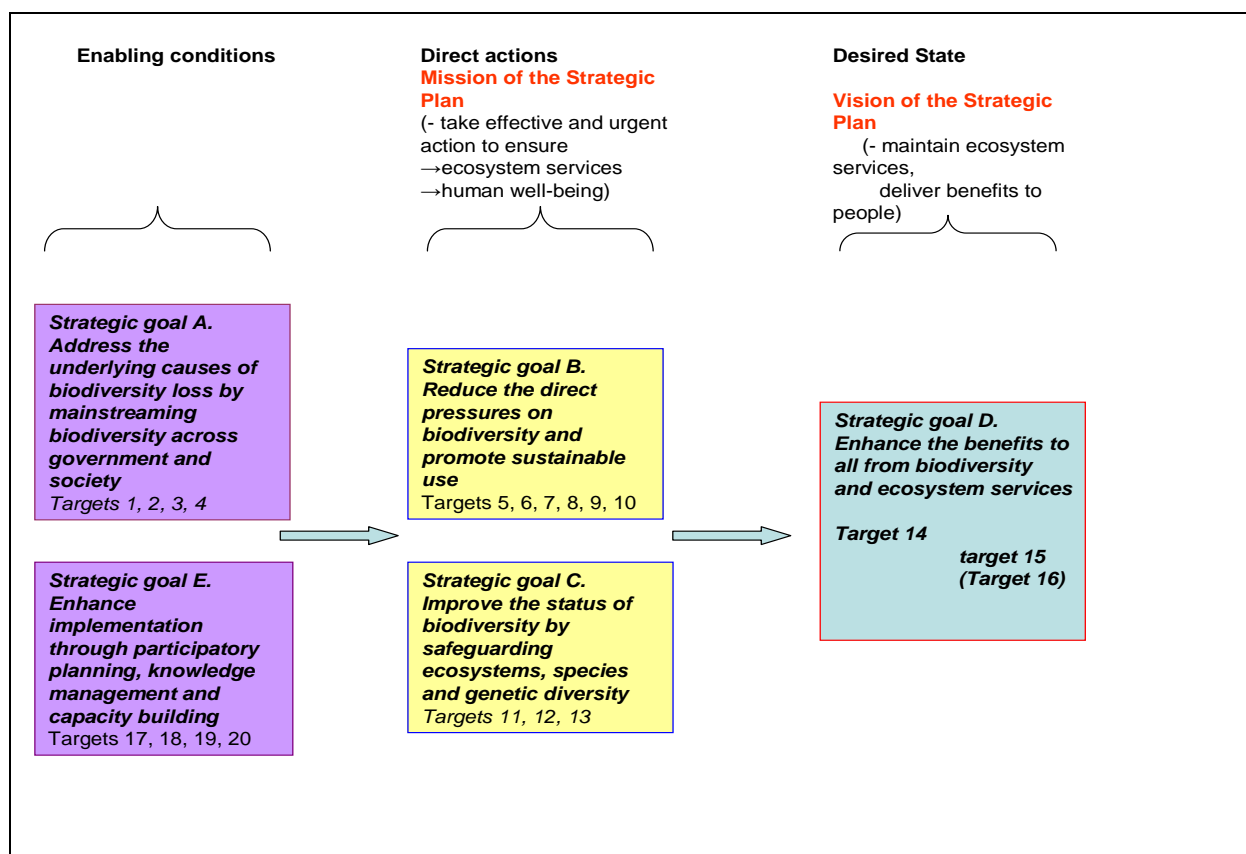 Enabling conditions
Direct actions
Mission of the Strategic
Plan
(- take effective and urgent
action to ensure
→ecosystem services
→human well-being)
Desired State
Vision of the Strategic
Plan
(- maintain ecosystem
services,
deliver benefits to
people)
Strategic goal A.
Address the
underlying causes of
biodiversity loss by
mainstreaming
biodiversity across
government and
society
Targets 1, 2, 3, 4
Strategic goal E.
Enhance
implementation
through participatory
planning, knowledge
management and
capacity building
Targets 17, 18, 19, 20
Strategic goal B.
Reduce the direct
pressures on
biodiversity and
promote sustainable
use
Targets 5, 6, 7, 8, 9, 10
Strategic goal C.
Improve the status of
biodiversity by
safeguarding
ecosystems, species
and genetic diversity
Targets 11, 12, 13
Strategic goal D.
Enhance the benefits to
all from biodiversity
and ecosystem services
Target 14
target 15
(Target 16)